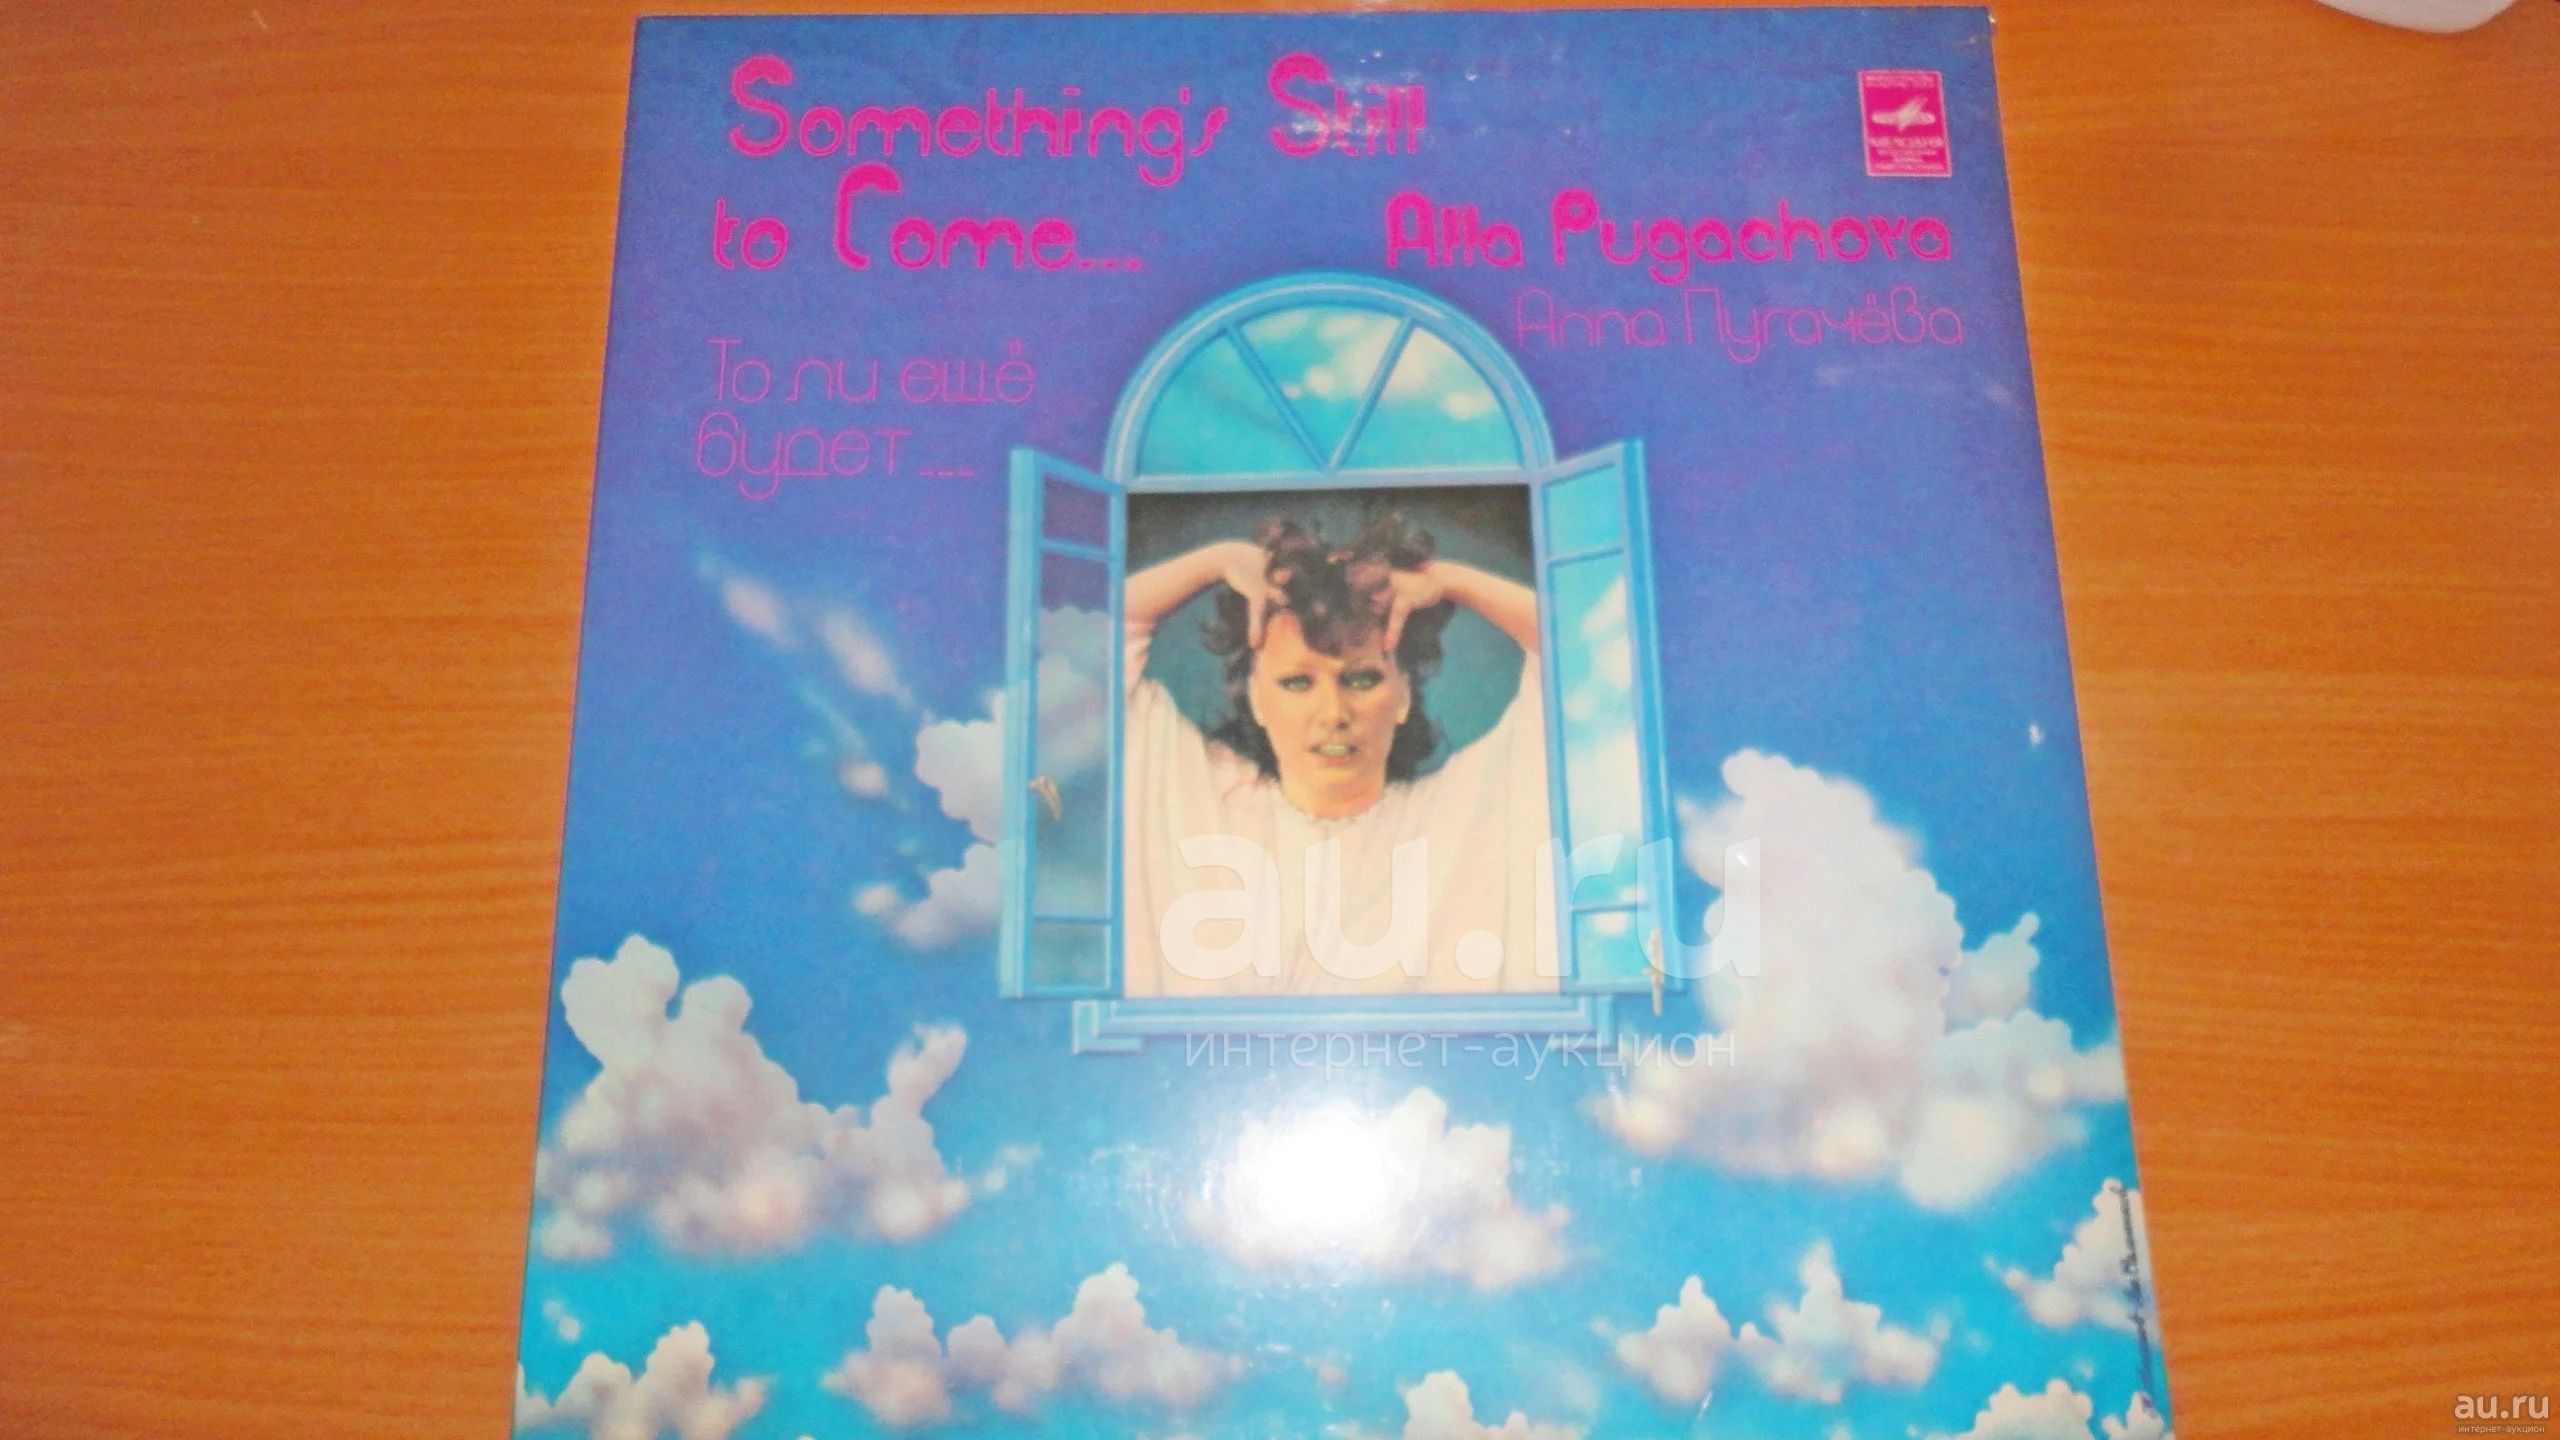 Something's Still
to Come...
Alla Pugachova
Алла Пугачёва
То ли ещё
будет...
МЕЛОДИЯ
au.ru
интернет-аукцион
au.ru
интернет-аукцион